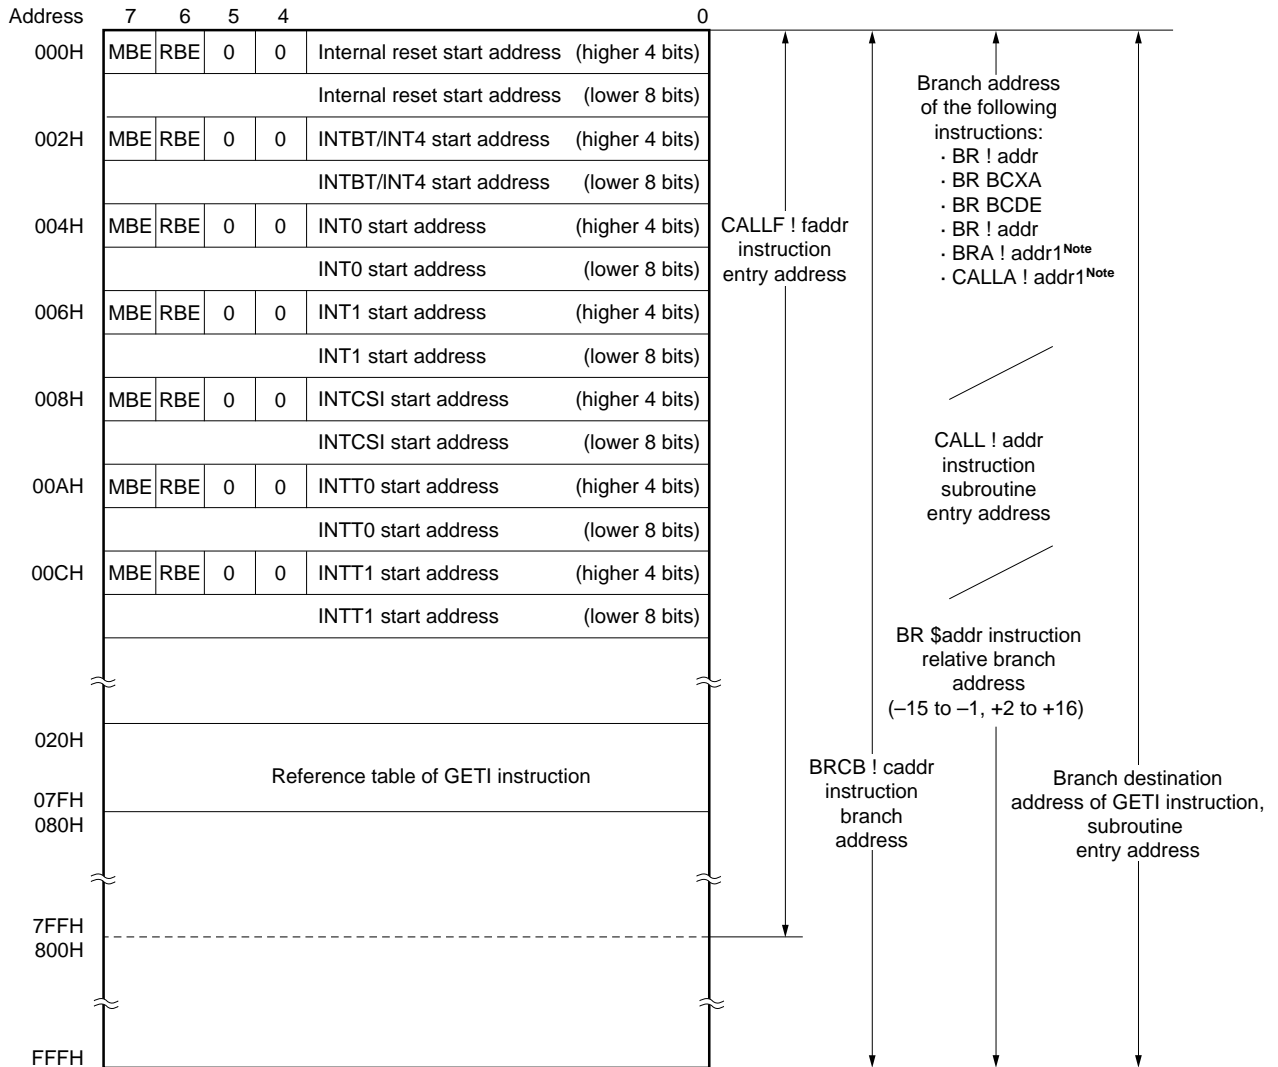 Address 7 6 5 4 0
000H MBE RBE 0 0 Internal reset start address (higher 4 bits)
Internal reset start address (lower 8 bits)
002H MBE RBE 0 0 INTBT/INT4 start address (higher 4 bits)
INTBT/INT4 start address (lower 8 bits)
004H MBE RBE 0 0 INT0 start address (higher 4 bits)
INT0 start address (lower 8 bits)
006H MBE RBE 0 0 INT1 start address (higher 4 bits)
INT1 start address (lower 8 bits)
008H MBE RBE 0 0 INTCSI start address (higher 4 bits)
INTCSI start address (lower 8 bits)
00AH MBE RBE 0 0 INTT0 start address (higher 4 bits)
INTT0 start address (lower 8 bits)
00CH MBE RBE 0 0 INTT1 start address (higher 4 bits)
INTT1 start address (lower 8 bits)
020H
Reference table of GETI instruction
07FH
080H
7FFH
800H
FFFH
CALLF ! faddr
instruction
entry address
BRCB ! caddr
instruction
branch
address
Branch address
of the following
instructions:
· BR ! addr
· BR BCXA
· BR BCDE
· BR ! addr
· BRA ! addr1Note
· CALLA ! addr1Note
CALL ! addr
instruction
subroutine
entry address
BR $addr instruction
relative branch
address
(–15 to –1, +2 to +16)
Branch destination
address of GETI instruction,
subroutine
entry address